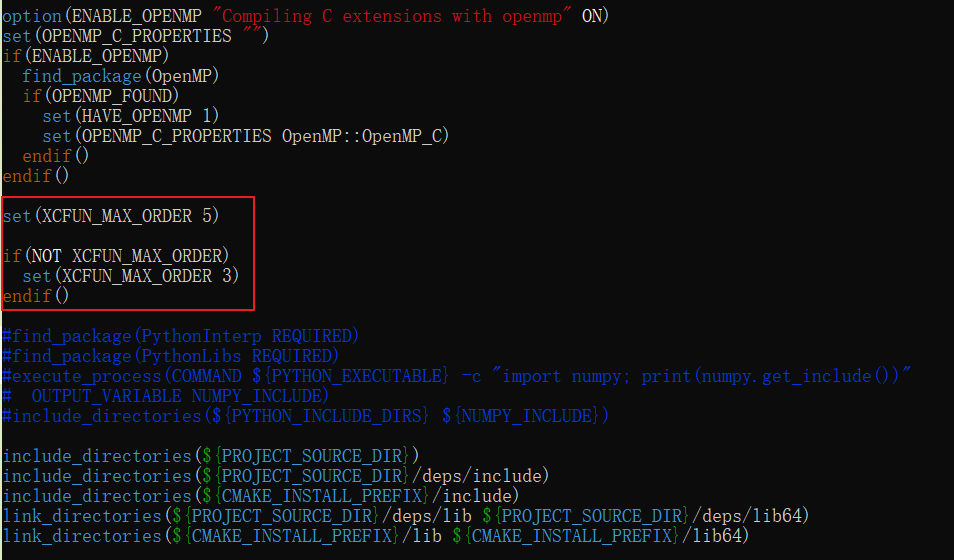 option(ENABLE_OPENMP "Compiling C extensions with openmp" ON)
set(OPENMP_C_PROPERTIES "")
if(ENABLE_OPENMP)
  find_package(OpenMP)
  if(OPENMP_FOUND)
    set(HAVE_OPENMP 1)
    set(OPENMP_C_PROPERTIES OpenMP::OpenMP_C)
  endif()
endif()
set(XCFUN_MAX_ORDER 5)
if(NOT XCFUN_MAX_ORDER)
  set(XCFUN_MAX_ORDER 3)
endif()
#find_package(PythonInterp REQUIRED)
#find_package(PythonLibs REQUIRED)
#execute_process(COMMAND ${PYTHON_EXECUTABLE} -c "import numpy; print(numpy.get_include())"
#  OUTPUT_VARIABLE NUMPY_INCLUDE)
#include_directories(${PYTHON_INCLUDE_DIRS} ${NUMPY_INCLUDE})
include_directories(${PROJECT_SOURCE_DIR})
include_directories(${PROJECT_SOURCE_DIR}/deps/include)
include_directories(${CMAKE_INSTALL_PREFIX}/include)
link_directories(${PROJECT_SOURCE_DIR}/deps/lib ${PROJECT_SOURCE_DIR}/deps/lib64)
link_directories(${CMAKE_INSTALL_PREFIX}/lib ${CMAKE_INSTALL_PREFIX}/lib64)